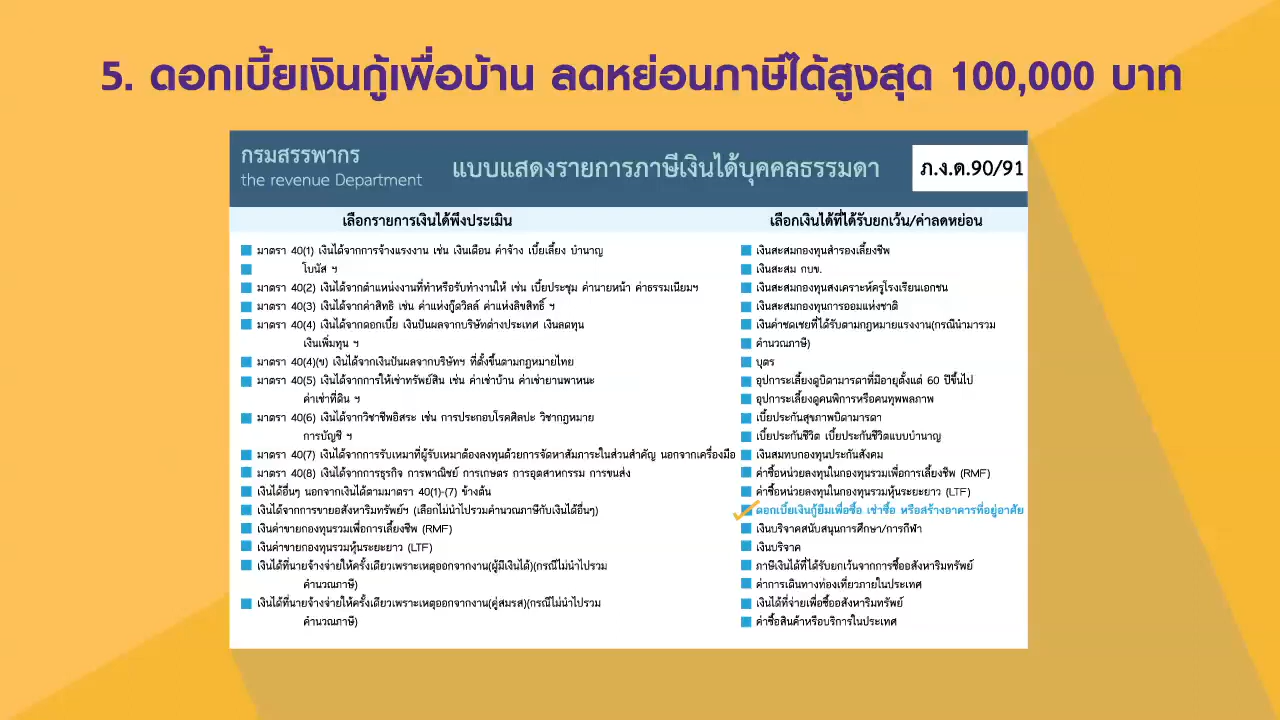 5. ดอกเบี้ยเงินกู้เพื่อบ้าน ลดหย่อนภาษีได้สูงสุด 100,000 บาท
กรมสรรพากร
the revenue Department
แบบแสดงรายการภาษีเงินได้บุคคลธรรมดา
ภ.ง.ด.90/91
เลือกรายการเงินได้พึงประเมิน
มาตรา 40(1) เงินได้จากการจ้างแรงงาน เช่น เงินเดือน ค่าจ้าง เบี้ยเลี้ยง บำนาญ
โบนัส ฯ
มาตรา 40(2) เงินได้จากตำแหน่งงานที่ทำหรือรับทำงานให้ เช่น เบี้ยประชุม ค่านายหน้า ค่าธรรมเนียมฯ
มาตรา 40(3) เงินได้จากค่าสิทธิ เช่น ค่าแห่งกู๊ดวิลล์ ค่าแห่งลิขสิทธิ์ ฯ
มาตรา 40(4) เงินได้จากดอกเบี้ย เงินปันผลจากบริษัทต่างประเทศ เงินลดทุน
เงินเพิ่มทุน ฯ
มาตรา 40(4)(ข) เงินได้จากเงินปันผลจากบริษัทฯ ที่ตั้งขึ้นตามกฎหมายไทย
มาตรา 40(5) เงินได้จากการให้เช่าทรัพย์สิน เช่น ค่าเช่าบ้าน ค่าเช่ายานพาหนะ
ค่าเช่าที่ดิน ฯ
มาตรา 40(6) เงินได้จากวิชาชีพอิสระ เช่น การประกอบโรคศิลปะ วิชากฎหมาย
การบัญชี ฯ
มาตรา 40(7) เงินได้จากการรับเหมาที่ผู้รับเหมาต้องลงทุนด้วยการจัดหาสัมภาระในส่วนสำคัญ นอกจากเครื่องมือ
มาตรา 40(8) เงินได้จากการธุรกิจ การพาณิชย์ การเกษตร การอุตสาหกรรม การขนส่ง
เงินได้อื่นๆ นอกจากเงินได้ตามมาตรา 40(1)-(7) ข้างต้น
เงินได้จากการขายอสังหาริมทรัพย์ฯ (เลือกไม่นำไปรวมคำนวณภาษีกับเงินได้อื่นๆ)
เงินค่าขายกองทุนรวมเพื่อการเลี้ยงชีพ (RMF)
เงินค่าขายกองทุนรวมหุ้นระยะยาว (LTF)
เงินได้ที่นายจ้างจ่ายให้ครั้งเดียวเพราะเหตุออกจากงาน(ผู้มีเงินได้)(กรณีไม่นำไปรวม
คำนวณภาษี)
เงินได้ที่นายจ้างจ่ายให้ครั้งเดียวเพราะเหตุออกจากงาน(คู่สมรส)(กรณีไม่นำไปรวม
คำนวณภาษี)
เลือกเงินได้ที่ได้รับยกเว้น/ค่าลดหย่อน
เงินสะสมกองทุนสำรองเลี้ยงชีพ
เงินสะสม กบข.
เงินสะสมกองทุนสงเคราะห์ครูโรงเรียนเอกชน
เงินสะสมกองทุนการออมแห่งชาติ
เงินค่าชดเชยที่ได้รับตามกฎหมายแรงงาน(กรณีนำมารวม
คำนวณภาษี)
บุตร
อุปการะเลี้ยงดูบิดามารดาที่มีอายุตั้งแต่ 60 ปีขึ้นไป
อุปการะเลี้ยงดูคนพิการหรือคนทุพพลภาพ
เบี้ยประกันสุขภาพบิดามารดา
เบี้ยประกันชีวิต เบี้ยประกันชีวิตแบบบำนาญ
เงินสมทบกองทุนประกันสังคม
ค่าซื้อหน่วยลงทุนในกองทุนรวมเพื่อการเลี้ยงชีพ (RMF)
ค่าซื้อหน่วยลงทุนในกองทุนรวมหุ้นระยะยาว (LTF)
ดอกเบี้ยเงินกู้ยืมเพื่อซื้อ เช่าซื้อ หรือสร้างอาคารที่อยู่อาศัย
เงินบริจาคสนับสนุนการศึกษา/การกีฬา
เงินบริจาค
ภาษีเงินได้ที่ได้รับยกเว้นจากการซื้ออสังหาริมทรัพย์
ค่าการเดินทางท่องเที่ยวภายในประเทศ
เงินได้ที่จ่ายเพื่อซื้ออสังหาริมทรัพย์
ค่าซื้อสินค้าหรือบริการในประเทศ